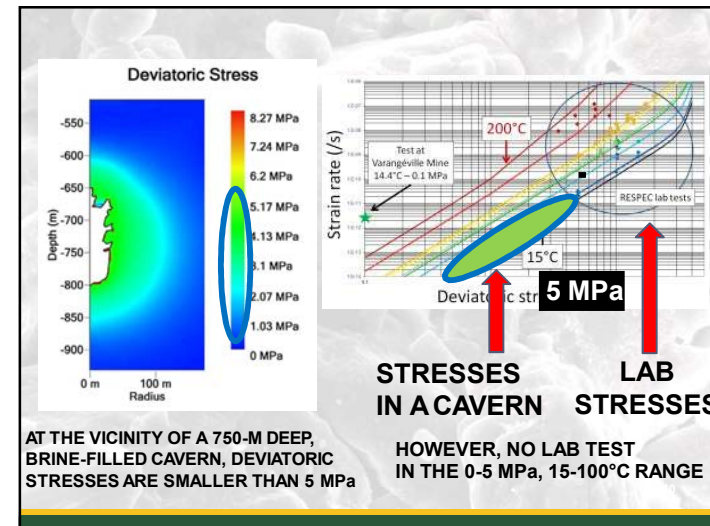 Deviatoric Stress
-550
-600
-650
-700
-750
-800
-850
-900
Depth (m)
0 m
100 m
Radius
8.27 MPa
7.24 MPa
6.2 MPa
5.17 MPa
4.13 MPa
3.1 MPa
2.07 MPa
1.03 MPa
0 MPa
Strain rate (/s)
200°C
Test at
Varangéville Mine
14.4°C – 0.1 MPa
RESPEC lab tests
15°C
Deviatoric str
5 MPa
STRESSES
IN A CAVERN
LAB
STRESSES
AT THE VICINITY OF A 750-M DEEP,
BRINE-FILLED CAVERN, DEVIATORIC
STRESSES ARE SMALLER THAN 5 MPa
HOWEVER, NO LAB TEST
IN THE 0-5 MPa, 15-100°C RANGE